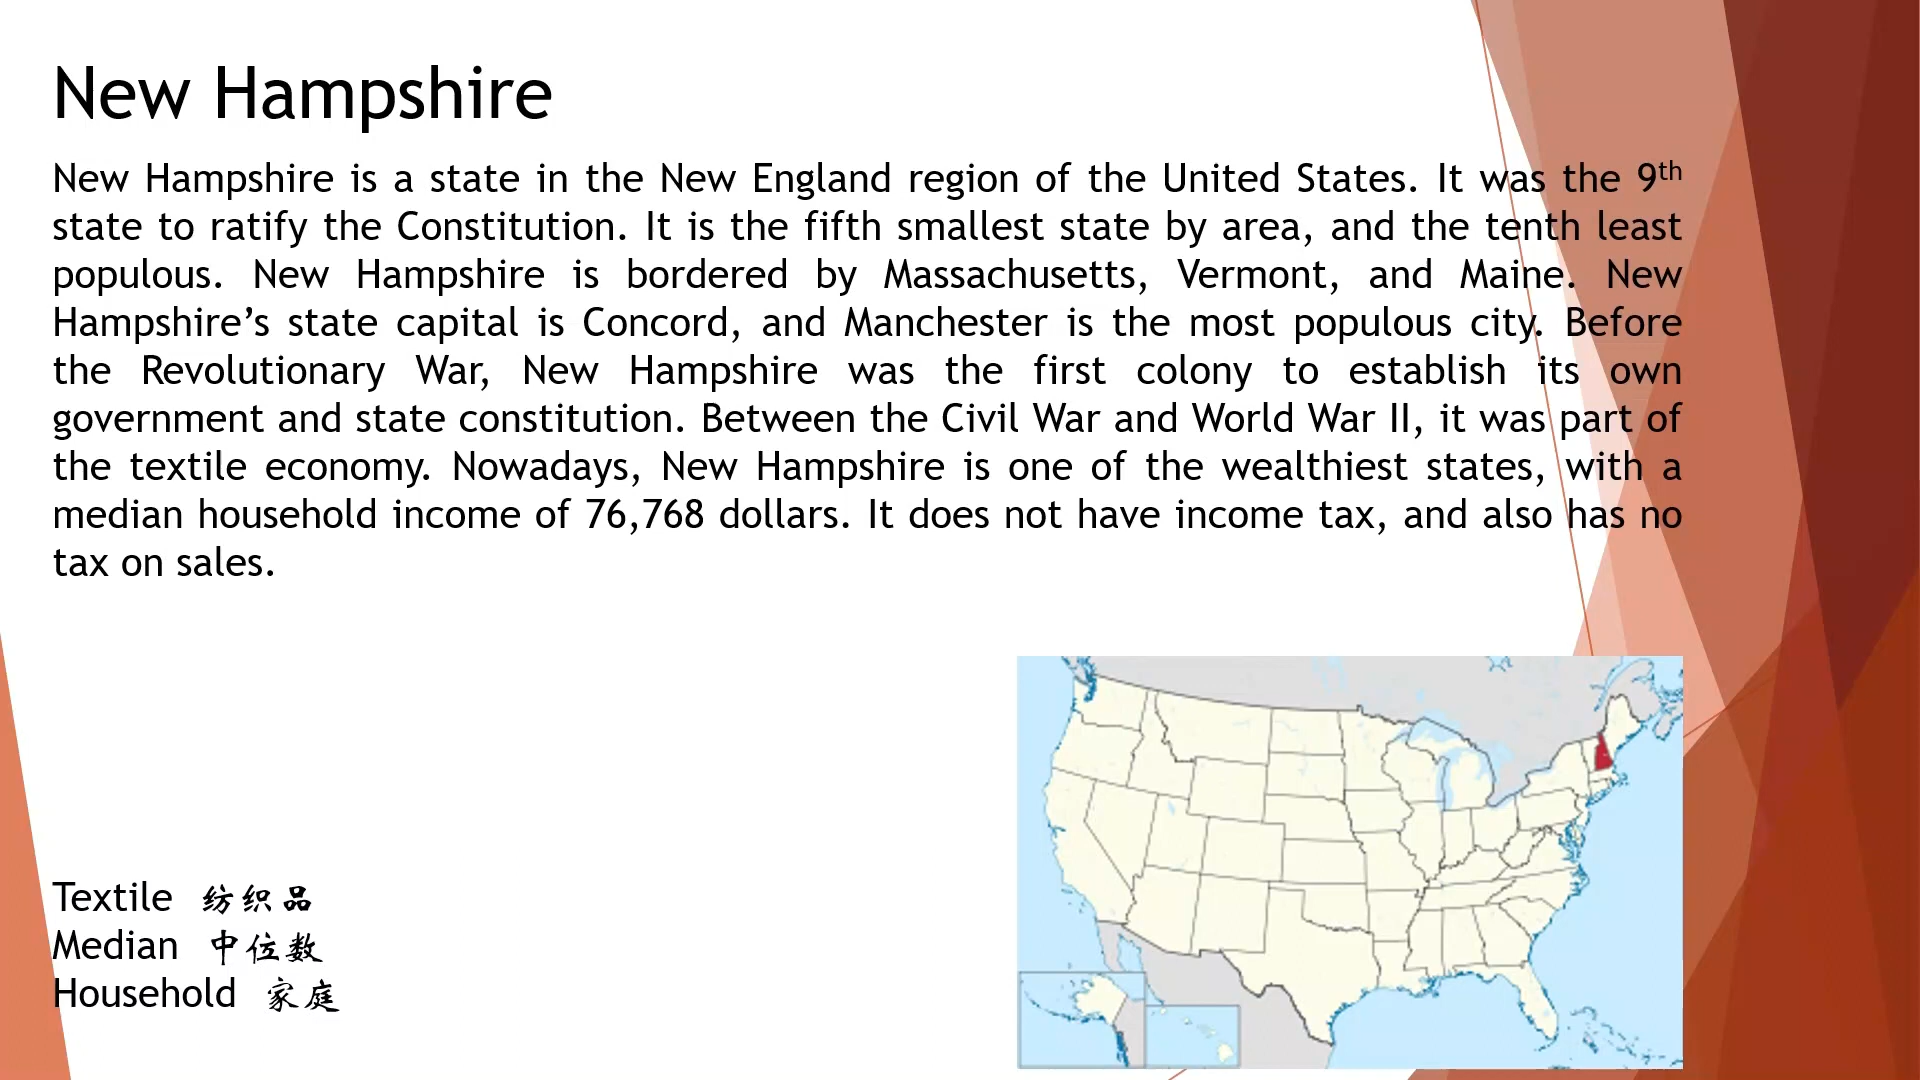 New Hampshire
New Hampshire is a state in the New England region of the United States. It was the 9th
state to ratify the Constitution. It is the fifth smallest state by area, and the tenth least
populous. New Hampshire is bordered by Massachusetts, Vermont, and Maine. New
Hampshire’s state capital is Concord, and Manchester is the most populous city. Before
the Revolutionary War, New Hampshire was the first colony to establish its own
government and state constitution. Between the Civil War and World War II, it was part of
the textile economy. Nowadays, New Hampshire is one of the wealthiest states, with a
median household income of 76,768 dollars. It does not have income tax, and also has no
tax on sales.
Textile 纺织品
Median 中位数
Household 家庭